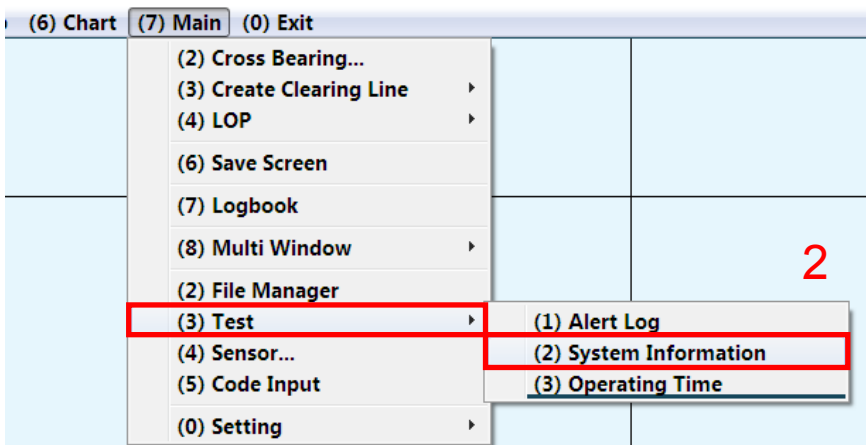 (6) Chart (7) Main (0) Exit
(2) Cross Bearing...
(3) Create Clearing Line
(4) LOP
(6) Save Screen
(7) Logbook
(8) Multi Window
2
(2) File Manager
(3) Test
(1) Alert Log
(4) Sensor...
(2) System Information
(5) Code Input
(3) Operating Time
(0) Setting